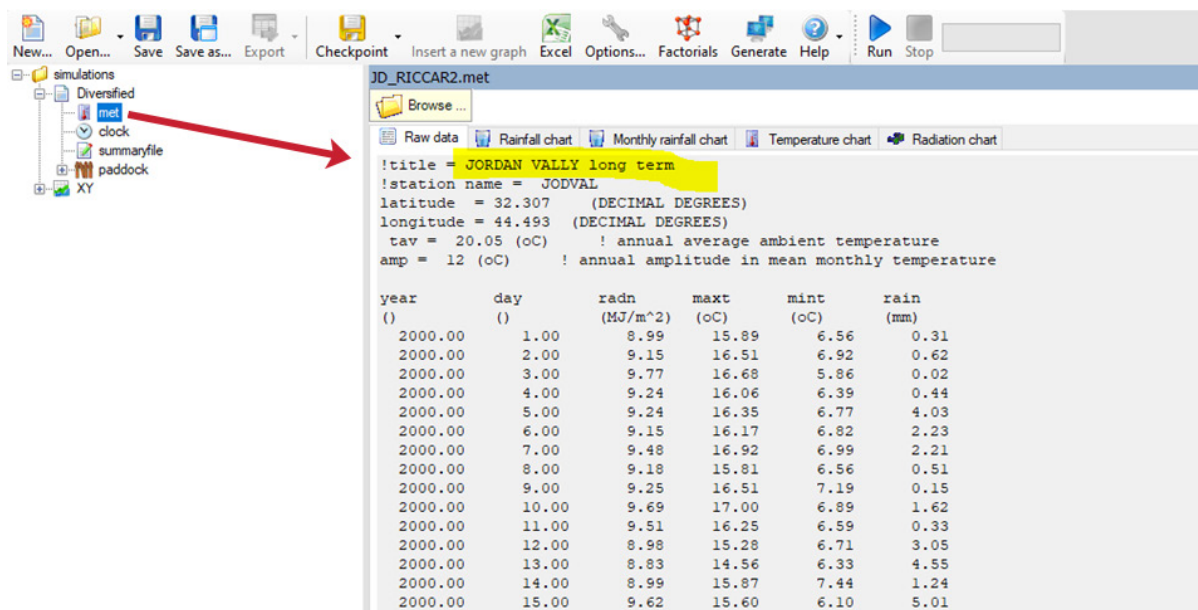 New... Open... Save Save as... Export Checkpoint Insert a new graph Excel Options... Factorials Generate Help Run Stop
simulations
Diversified
met
clock
summaryfile
paddock
XY
JD_RICCAR2.met
Browse ...
Raw data Rainfall chart Monthly rainfall chart Temperature chart Radiation chart
!title = JORDAN VALLY long term
!station name = JODVAL
latitude = 32.307 (DECIMAL DEGREES)
longitude = 44.493 (DECIMAL DEGREES)
tav = 20.05 (oC) ! annual average ambient temperature
amp = 12 (oC) ! annual amplitude in mean monthly temperature
year day radn maxt mint rain
() () (MJ/m^2) (oC) (oC) (mm)
2000.00 1.00 8.99 15.89 6.56 0.31
2000.00 2.00 9.15 16.51 6.92 0.62
2000.00 3.00 9.77 16.68 5.86 0.02
2000.00 4.00 9.24 16.06 6.39 0.44
2000.00 5.00 9.24 16.35 6.77 4.03
2000.00 6.00 9.15 16.17 6.82 2.23
2000.00 7.00 9.48 16.92 6.99 2.21
2000.00 8.00 9.18 15.81 6.56 0.51
2000.00 9.00 9.25 16.51 7.19 0.15
2000.00 10.00 9.69 17.00 6.89 1.62
2000.00 11.00 9.51 16.25 6.59 0.33
2000.00 12.00 8.98 15.28 6.71 3.05
2000.00 13.00 8.83 14.56 6.33 4.55
2000.00 14.00 8.99 15.87 7.44 1.24
2000.00 15.00 9.62 15.60 6.10 5.01